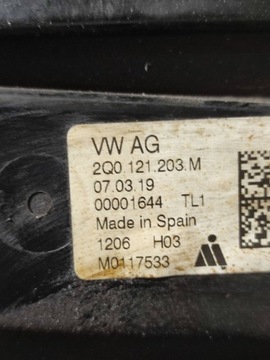 VW AG
2Q0.121.203.M
07.03.19
00001644 TL1
Made in Spain
1206 H03
M0117533